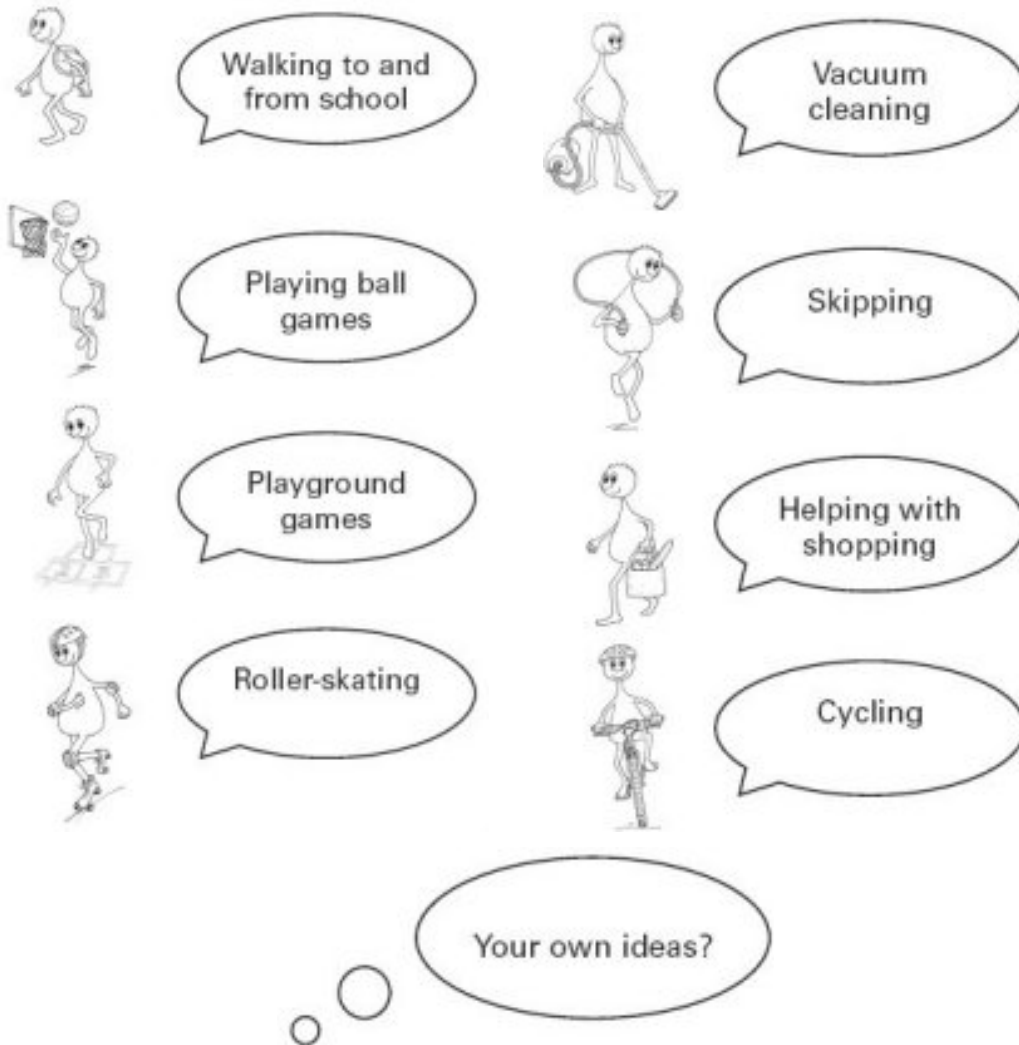 Walking to and
from school
Vacuum
cleaning
Playing ball
games
Skipping
Playground
games
Helping with
shopping
Roller-skating
Cycling
Your own ideas?